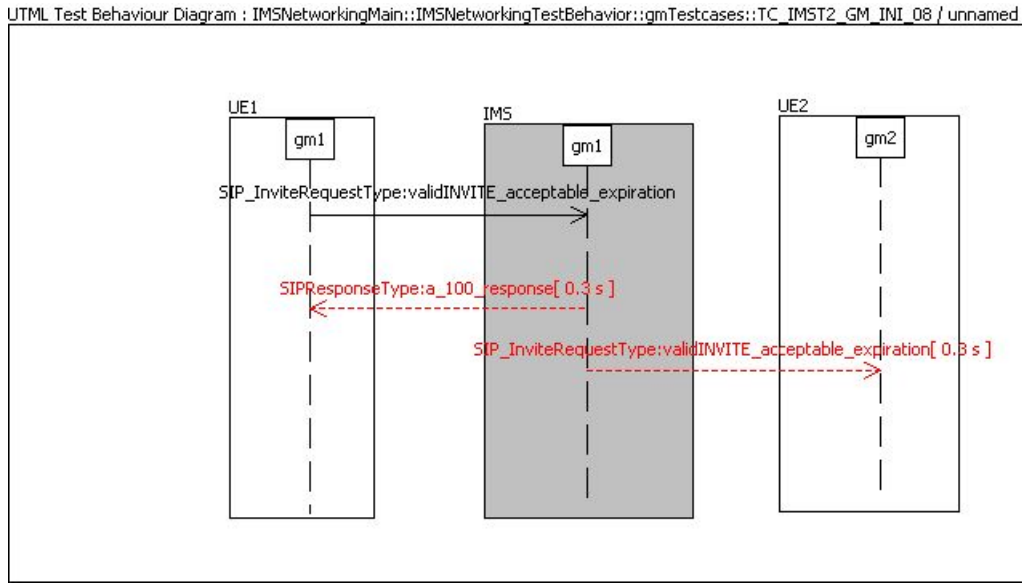 UTML Test Behaviour Diagram : IMSNetworkingMain::IMSNetworkingTestBehavior::gmTestcases::TC_IMST2_GM_INI_08 / unnamed
UE1
IMS
UE2
gm1
gm1
gm2
SIP_InviteRequestType:validINVITE_acceptable_expiration
SIPResponseType:a_100_response[ 0.3 s ]
SIP_InviteRequestType:validINVITE_acceptable_expiration[ 0.3 s ]